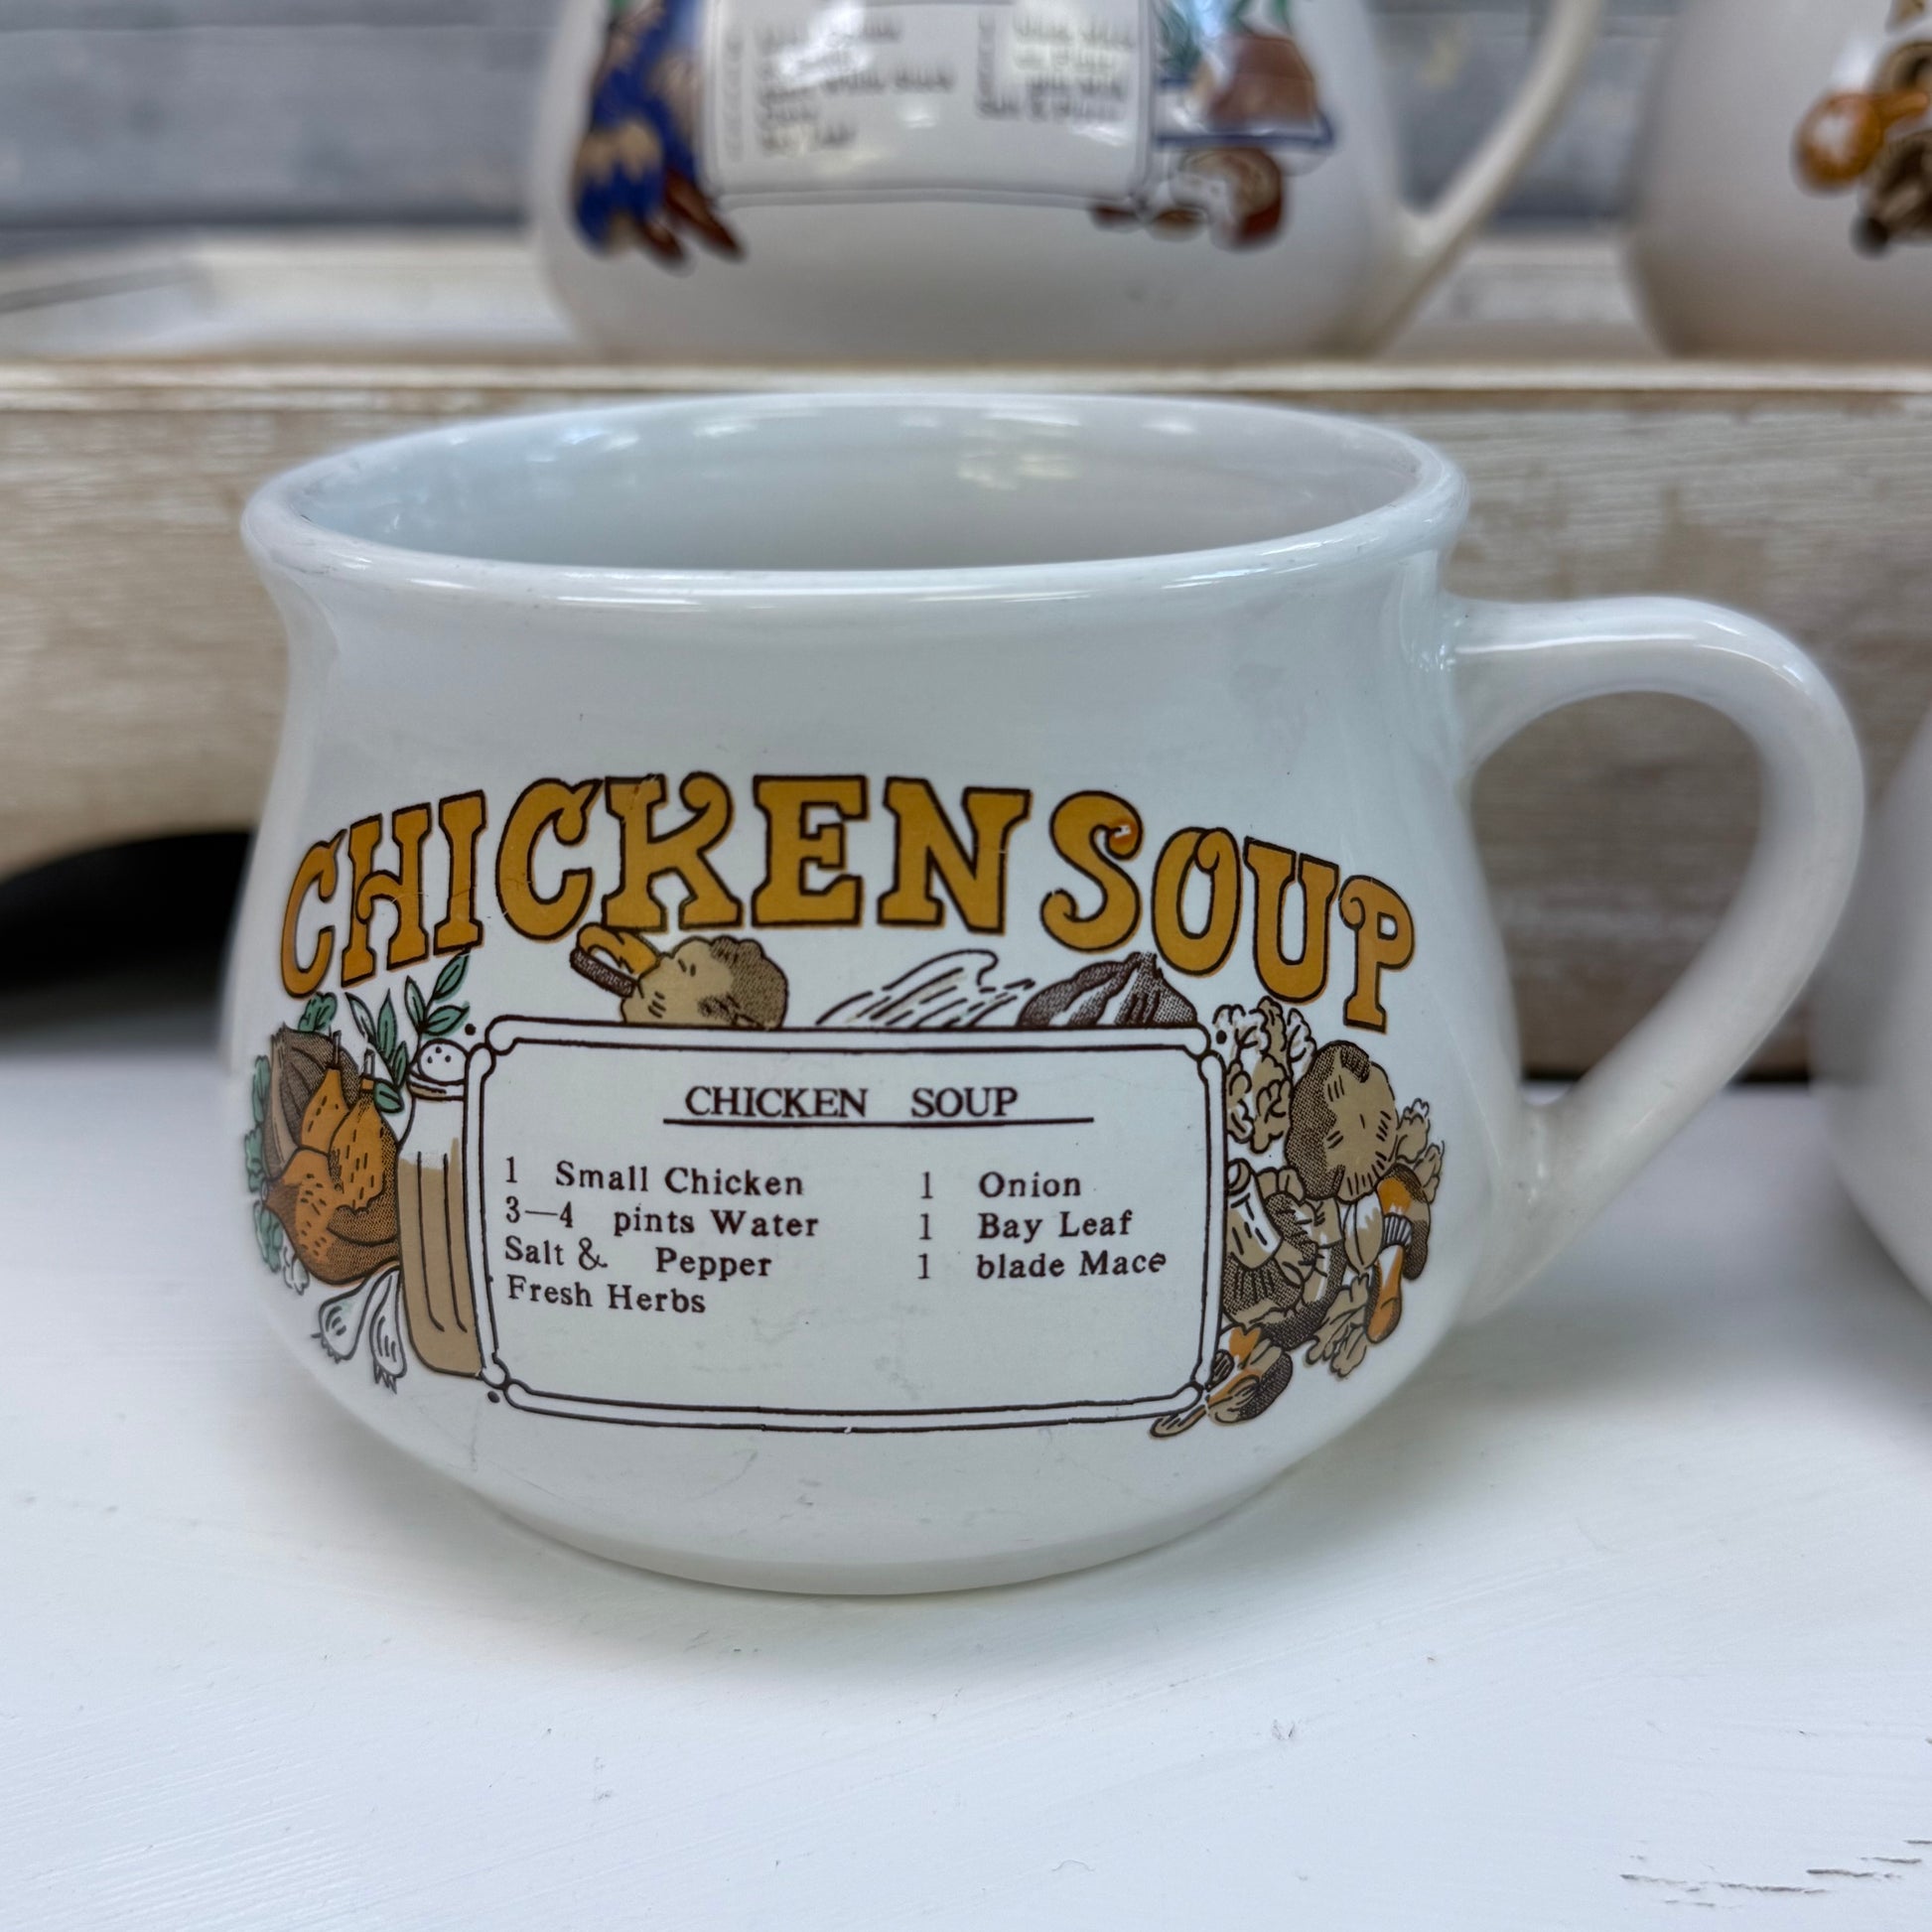 CHICKEN SOUP
CHICKEN SOUP
1 Small Chicken
3—4 pints Water
Salt & Pepper
Fresh Herbs
1 Onion
1 Bay Leaf
1 blade Mace